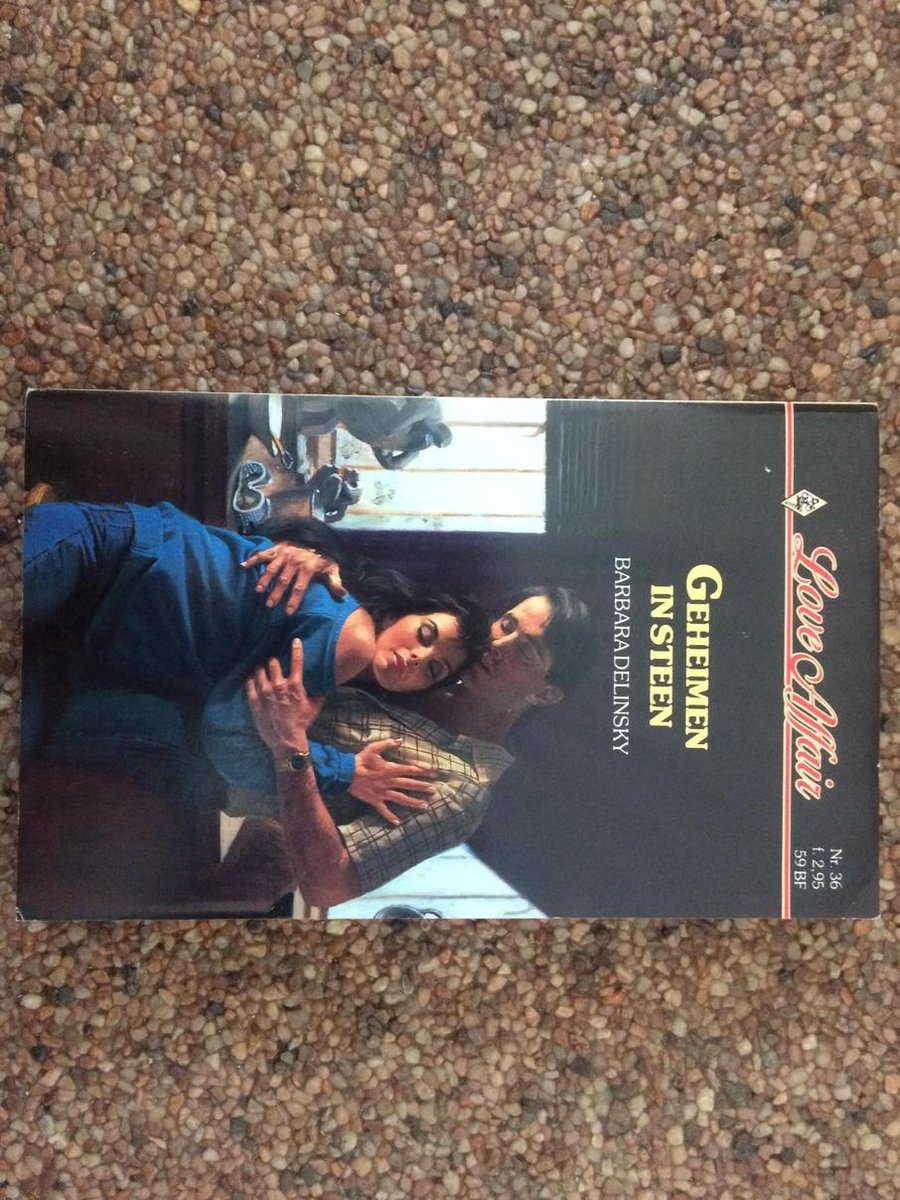 Love Affair
Nr. 36
f. 2.95
59 BF
GEHEIMEN
IN STEEN
BARBARA DELINSKY